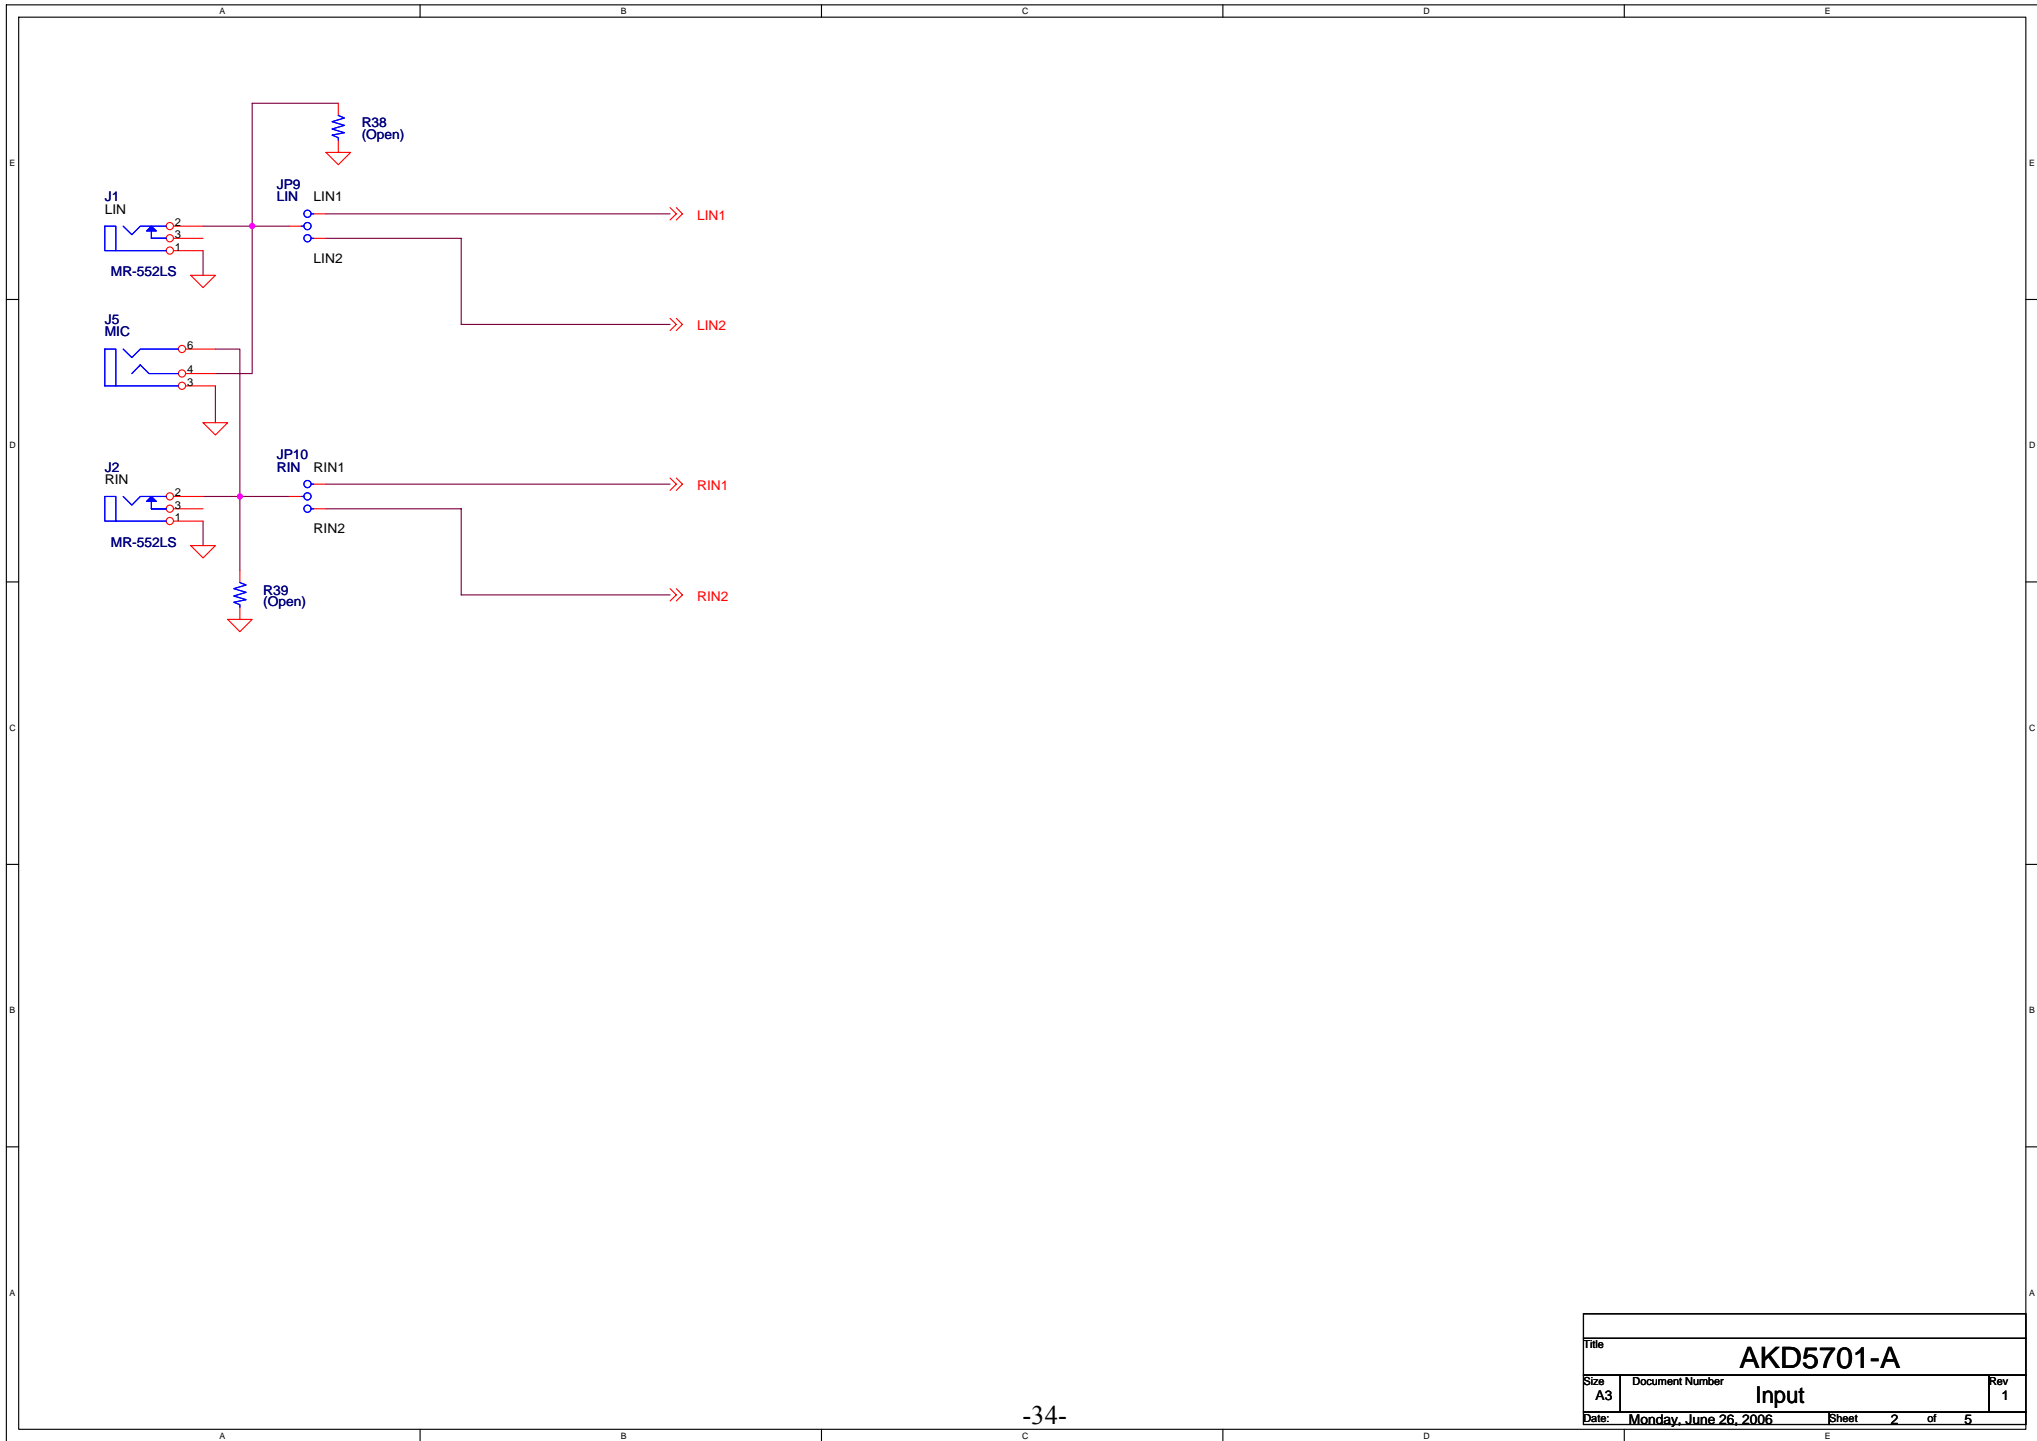 A B C D E
R38
(Open)
E E
JP9
LIN LIN1
J1
LIN
2
3
1
LIN1
LIN2
MR-552LS
J5
MIC
LIN2
6
4
3
D D
JP10
RIN RIN1
J2
RIN
2
3
1
RIN1
RIN2
MR-552LS
R39
(Open)
RIN2
C C
B B
A A
Title
AKD5701-A
Size Document Number Rev
A3 Input 1
Date: Monday, June 26, 2006 Sheet 2 of 5
-34-
A B C D E